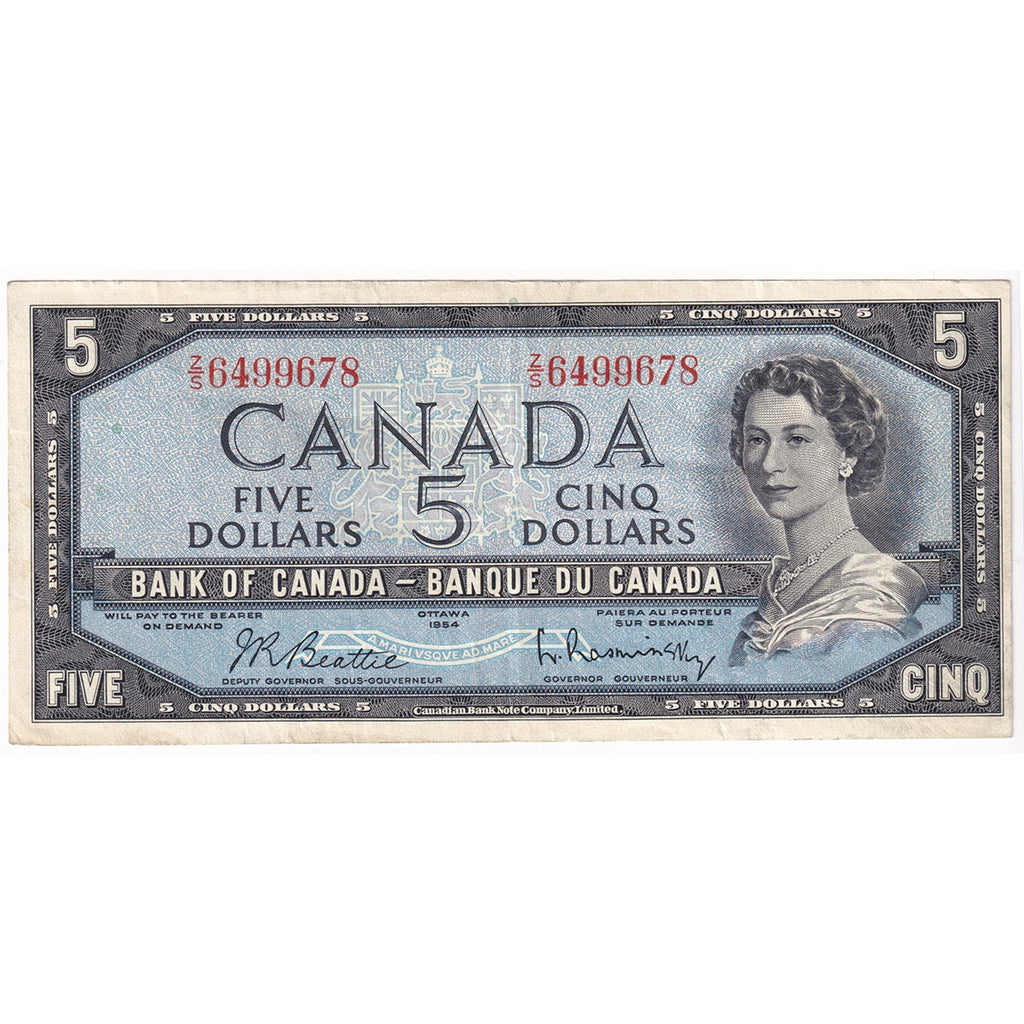 5 FIVE DOLLARS 5
5 CINQ DOLLARS 5
5
5
Z/S 6499678
Z/S 6499678
CANADA
FIVE DOLLARS
5
CINQ DOLLARS
5 FIVE DOLLARS 5
5 CINQ DOLLARS 5
BANK OF CANADA – BANQUE DU CANADA
WILL PAY TO THE BEARER
ON DEMAND
OTTAWA
1954
PAIERA AU PORTEUR
SUR DEMANDE
A MARI VSQVE AD MARE
J.R. Beattie
L. Rasminsky
DEPUTY GOVERNOR SOUS-GOUVERNEUR
GOVERNOR GOUVERNEUR
FIVE
CINQ
5 CINQ DOLLARS 5
Canadian Bank Note Company, Limited.
5 FIVE DOLLARS 5